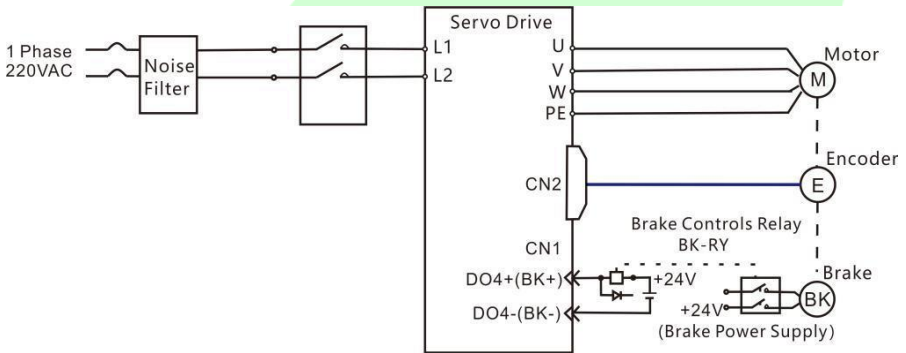 Servo Drive
1 Phase
220VAC
Noise
Filter
L1
L2
U
V
W
PE
Motor
M
Encoder
E
CN2
Brake Controls Relay
BK-RY
CN1
DO4+(BK+)
+24V
DO4-(BK-)
+24V
Brake
BK
(Brake Power Supply)